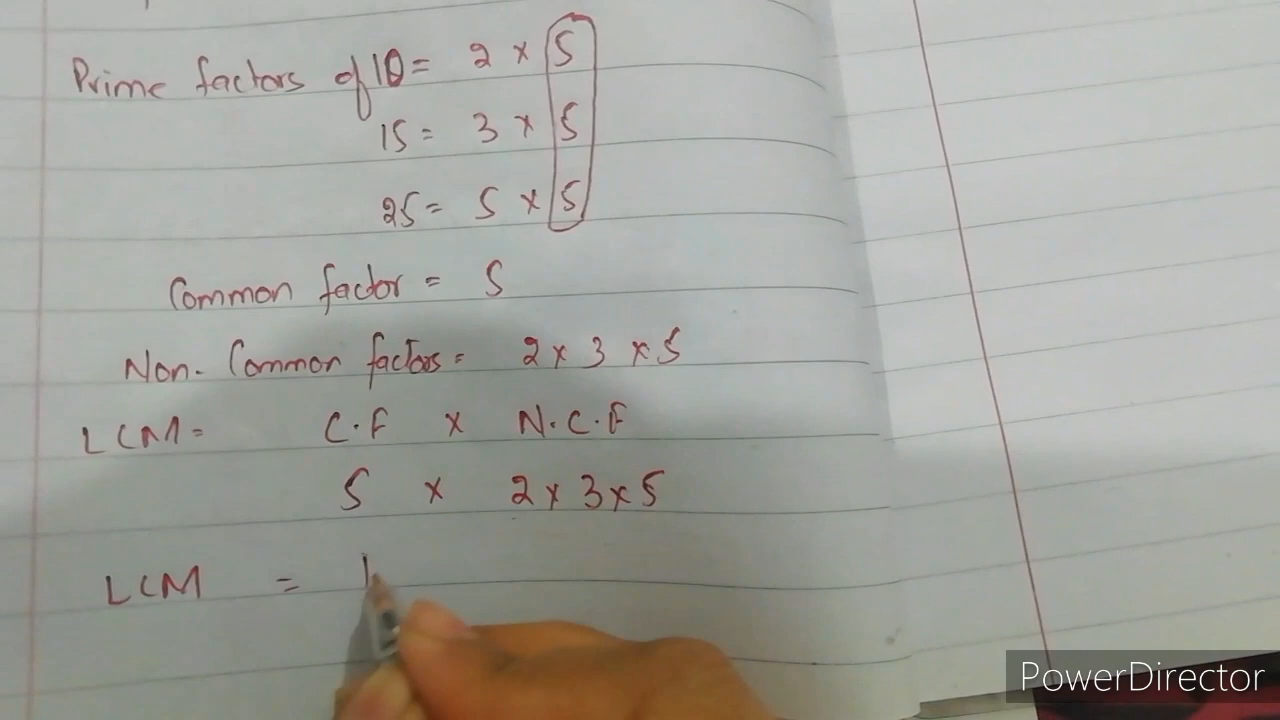 Prime factors of 10 = 2 × 5
15 = 3 × 5
25 = 5 × 5
Common factor = 5
Non-Common factors = 2 × 3 × 5
LCM = C.F × N.C.F
5 × 2 × 3 × 5
LCM = 1
PowerDirector